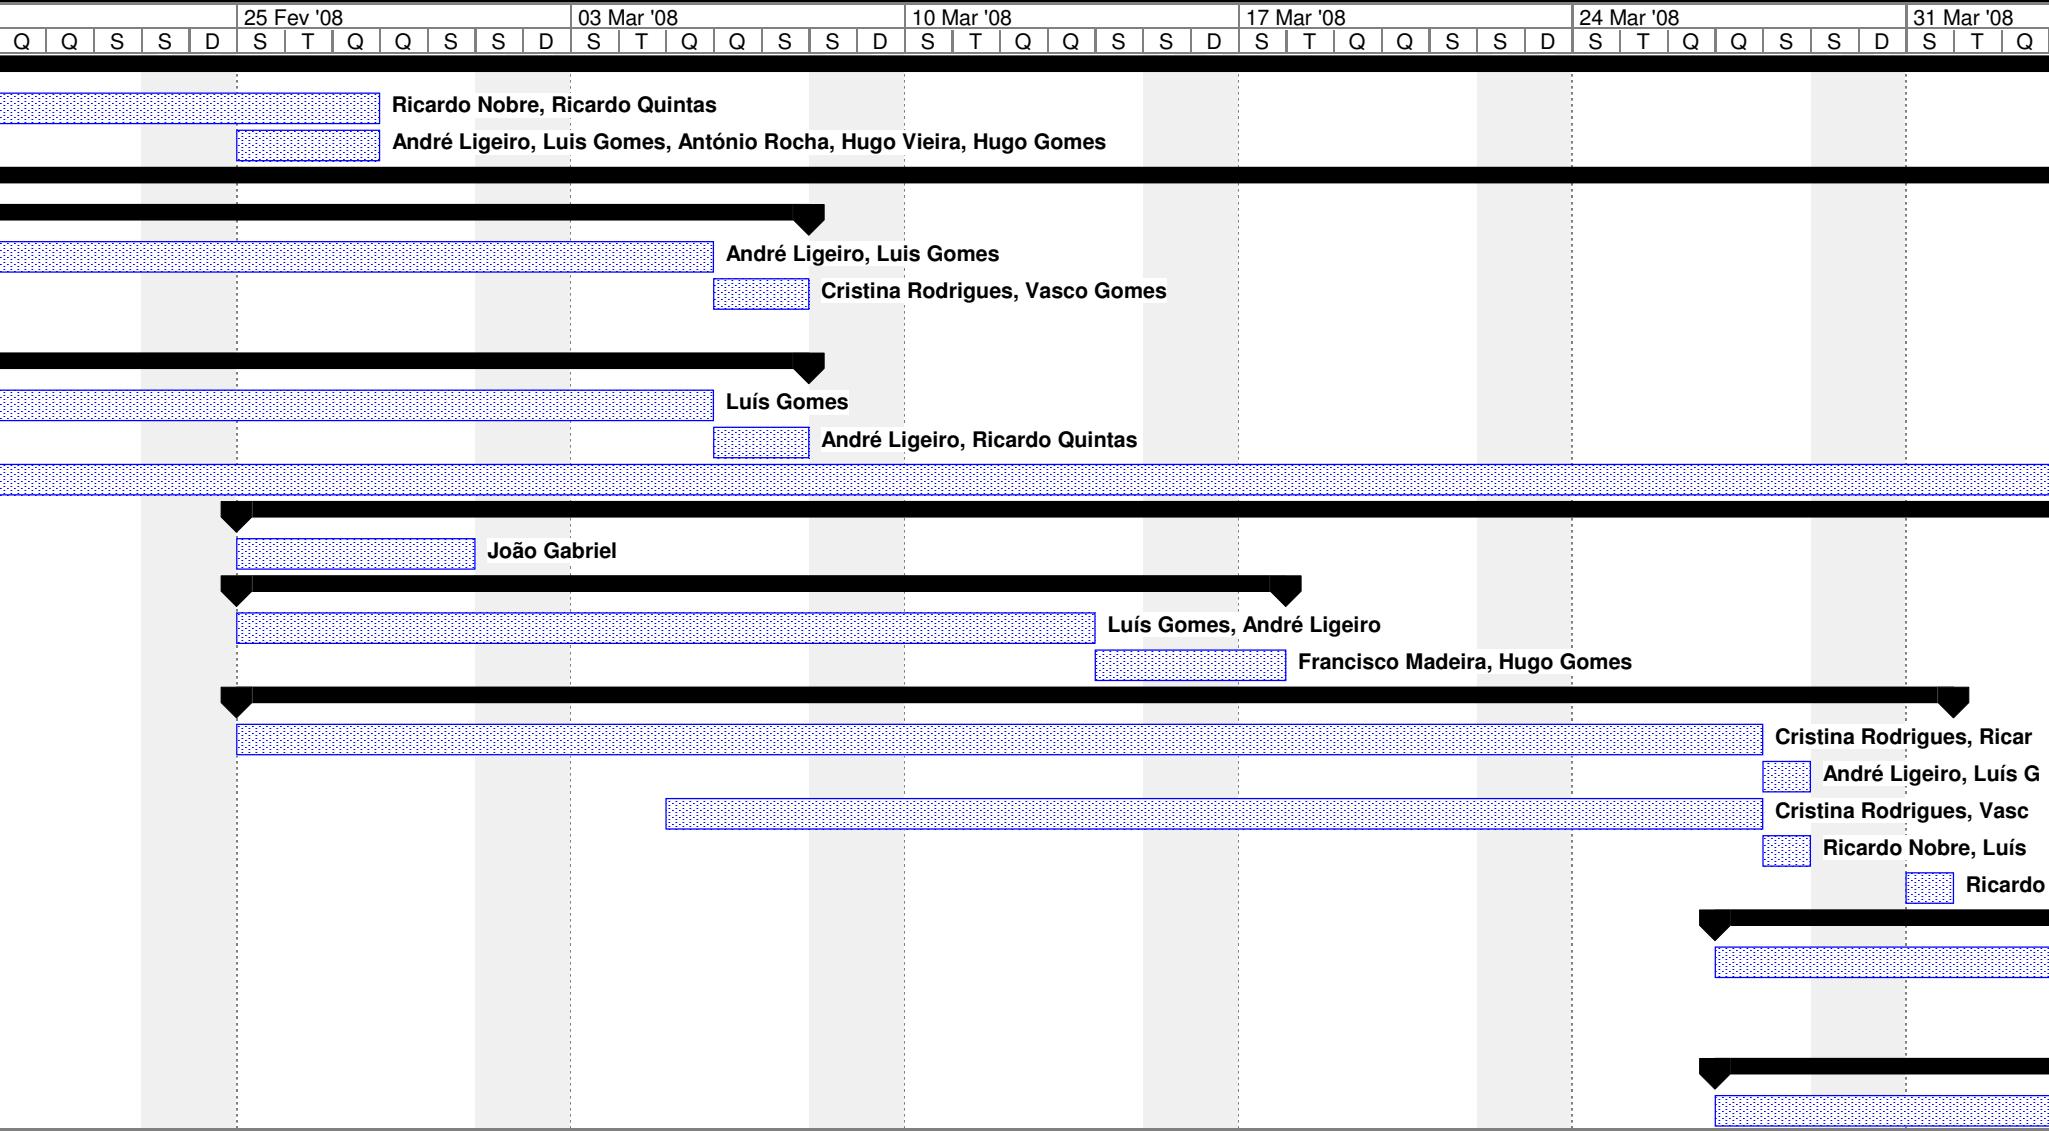 25 Fev '08 03 Mar '08 10 Mar '08 17 Mar '08 24 Mar '08 31 Mar '08
Q Q S S D S T Q Q S S D S T Q Q S S D S T Q Q S S D S T Q Q S S D S T Q Q S S D S T Q
Ricardo Nobre, Ricardo Quintas
André Ligeiro, Luis Gomes, António Rocha, Hugo Vieira, Hugo Gomes
André Ligeiro, Luis Gomes
Cristina Rodrigues, Vasco Gomes
Luís Gomes
André Ligeiro, Ricardo Quintas
João Gabriel
Luís Gomes, André Ligeiro
Francisco Madeira, Hugo Gomes
Cristina Rodrigues, Ricar
André Ligeiro, Luís G
Cristina Rodrigues, Vasc
Ricardo Nobre, Luís
Ricardo